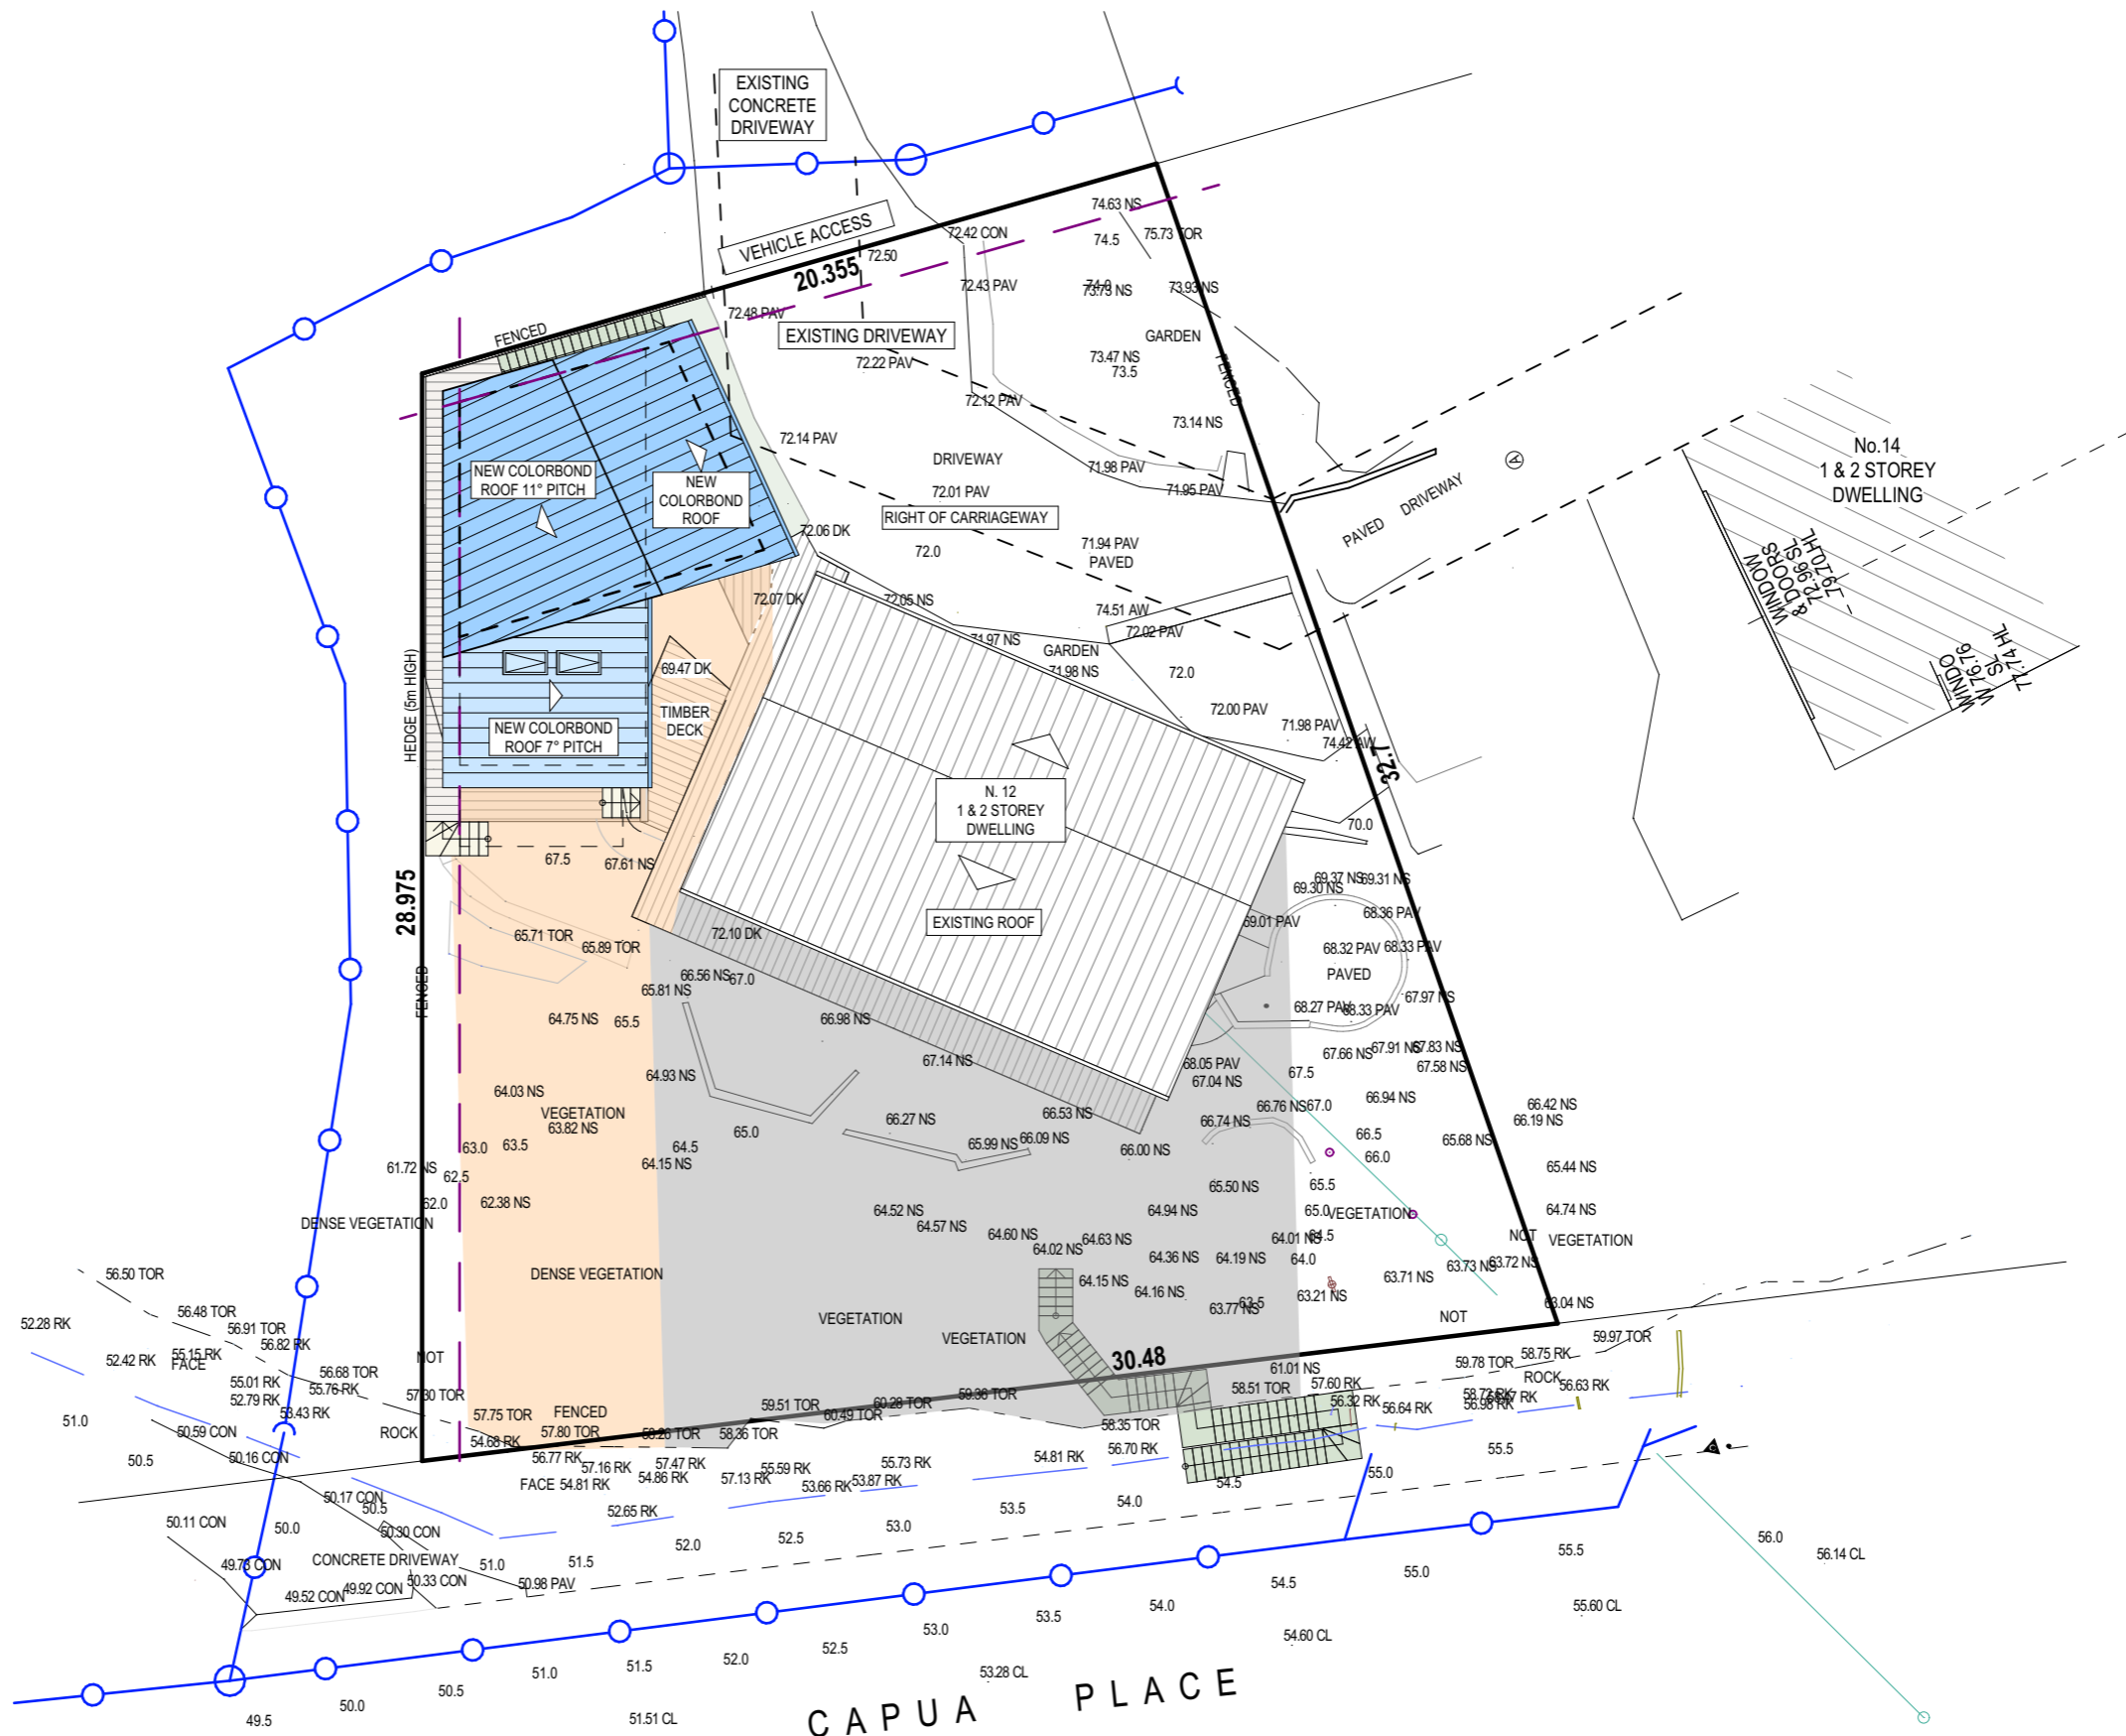 EXISTING
CONCRETE
DRIVEWAY
74.63 NS
VEHICLE ACCESS
72.42 CON
74.5
75.73 TOR
72.50
20.355
72.43 PAV
74.0
73.73 NS
73.93 NS
72.48 PAV
FENCED
EXISTING DRIVEWAY
GARDEN
72.22 PAV
73.47 NS
73.5
FENCED
72.12 PAV
73.14 NS
72.14 PAV
DRIVEWAY
71.98 PAV
NEW COLORBOND
ROOF 11° PITCH
NEW
COLORBOND
ROOF
72.01 PAV
71.95 PAV
No.14
1 & 2 STOREY
DWELLING
A
PAVED DRIVEWAY
RIGHT OF CARRIAGEWAY
72.06 DK
72.0
71.94 PAV
PAVED
WINDOW
& DOORS
72.96 SL
79.20 HL
72.07 DK
72.05 NS
74.51 AW
72.02 PAV
71.97 NS
GARDEN
71.98 NS
72.0
69.47 DK
HEDGE (5m HIGH)
TIMBER
DECK
WINDO
W 76.76
SL
77.74 HL
72.00 PAV
71.98 PAV
74.42 AW
32.7
NEW COLORBOND
ROOF 7° PITCH
N. 12
1 & 2 STOREY
DWELLING
70.0
67.5
67.61 NS
28.975
69.37 NS
69.31 NS
69.30 NS
EXISTING ROOF
69.01 PAV
68.36 PAV
65.71 TOR
65.89 TOR
72.10 DK
68.32 PAV
68.33 PAV
PAVED
FENCED
66.56 NS
67.0
65.81 NS
67.97 NS
68.27 PAV
68.33 PAV
64.75 NS
65.5
66.98 NS
67.14 NS
68.05 PAV
67.66 NS
67.91 NS
67.83 NS
67.58 NS
64.93 NS
67.04 NS
67.5
64.03 NS
VEGETATION
63.82 NS
66.27 NS
66.53 NS
66.74 NS
66.76 NS
67.0
66.94 NS
66.42 NS
66.19 NS
65.0
65.99 NS
66.09 NS
66.00 NS
66.5
65.68 NS
63.0
63.5
64.5
64.15 NS
66.0
61.72 NS
62.5
65.44 NS
62.0
62.38 NS
65.50 NS
65.5
DENSE VEGETATION
64.52 NS
64.57 NS
64.94 NS
65.0
VEGETATION
64.74 NS
64.60 NS
64.63 NS
64.02 NS
64.01 NS
64.5
NOT
VEGETATION
DENSE VEGETATION
64.36 NS
64.19 NS
64.0
63.73 NS
63.72 NS
56.50 TOR
64.15 NS
64.16 NS
63.71 NS
63.21 NS
63.5
63.77 NS
63.04 NS
56.48 TOR
VEGETATION
VEGETATION
NOT
52.28 RK
56.91 TOR
56.82 RK
59.97 TOR
52.42 RK
55.15 RK
FACE
NOT
30.48
61.01 NS
59.78 TOR
58.75 RK
56.68 TOR
55.01 RK
55.76 RK
52.79 RK
57.30 TOR
59.36 TOR
58.51 TOR
57.60 RK
ROCK
56.63 RK
51.0
53.43 RK
57.75 TOR
FENCED
59.51 TOR
60.28 TOR
60.49 TOR
56.32 RK
56.64 RK
58.72 RK
56.98 RK
50.59 CON
ROCK
57.80 TOR
58.26 TOR
58.36 TOR
58.35 TOR
50.16 CON
54.68 RK
56.70 RK
50.5
56.77 RK
57.16 RK
57.47 RK
55.59 RK
55.73 RK
54.81 RK
55.5
FACE
54.81 RK
54.86 RK
57.13 RK
53.66 RK
53.87 RK
54.5
55.0
50.17 CON
50.5
52.65 RK
53.5
54.0
50.11 CON
50.0
50.30 CON
52.0
52.5
53.0
56.0
49.73 CON
CONCRETE DRIVEWAY
51.0
51.5
55.5
56.14 CL
49.52 CON
49.92 CON
50.33 CON
50.98 PAV
54.5
55.0
53.5
54.0
55.60 CL
53.0
54.60 CL
52.5
52.0
51.5
51.0
53.28 CL
50.5
50.0
49.5
51.51 CL
CAPUA PLACE